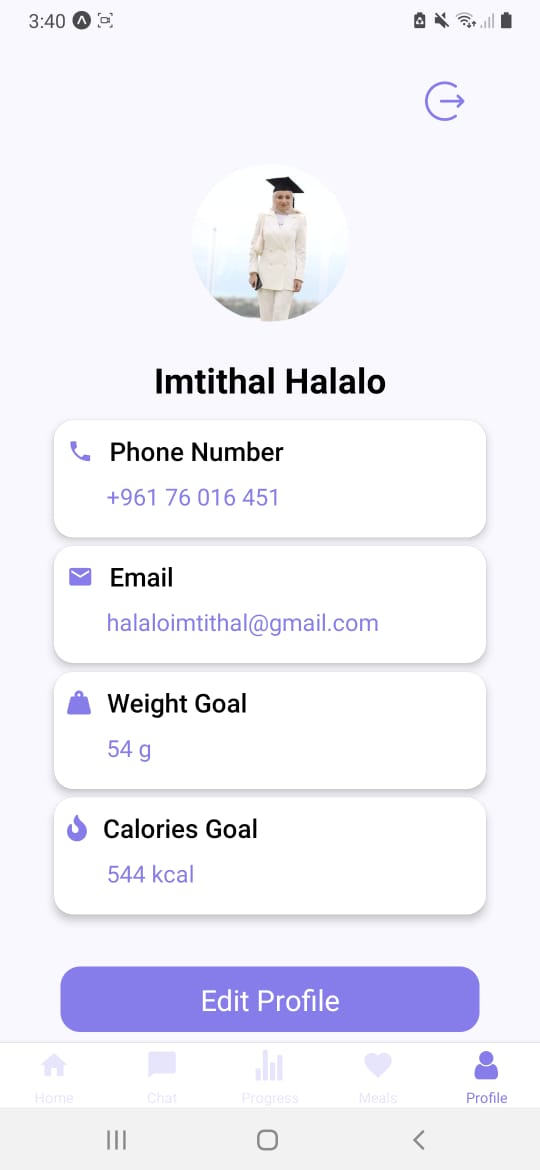 3:40
Imtithal Halalo
Phone Number
+961 76 016 451
Email
halaloimtithal@gmail.com
Weight Goal
54 g
Calories Goal
544 kcal
Edit Profile
Home Chat Progress Meals Profile